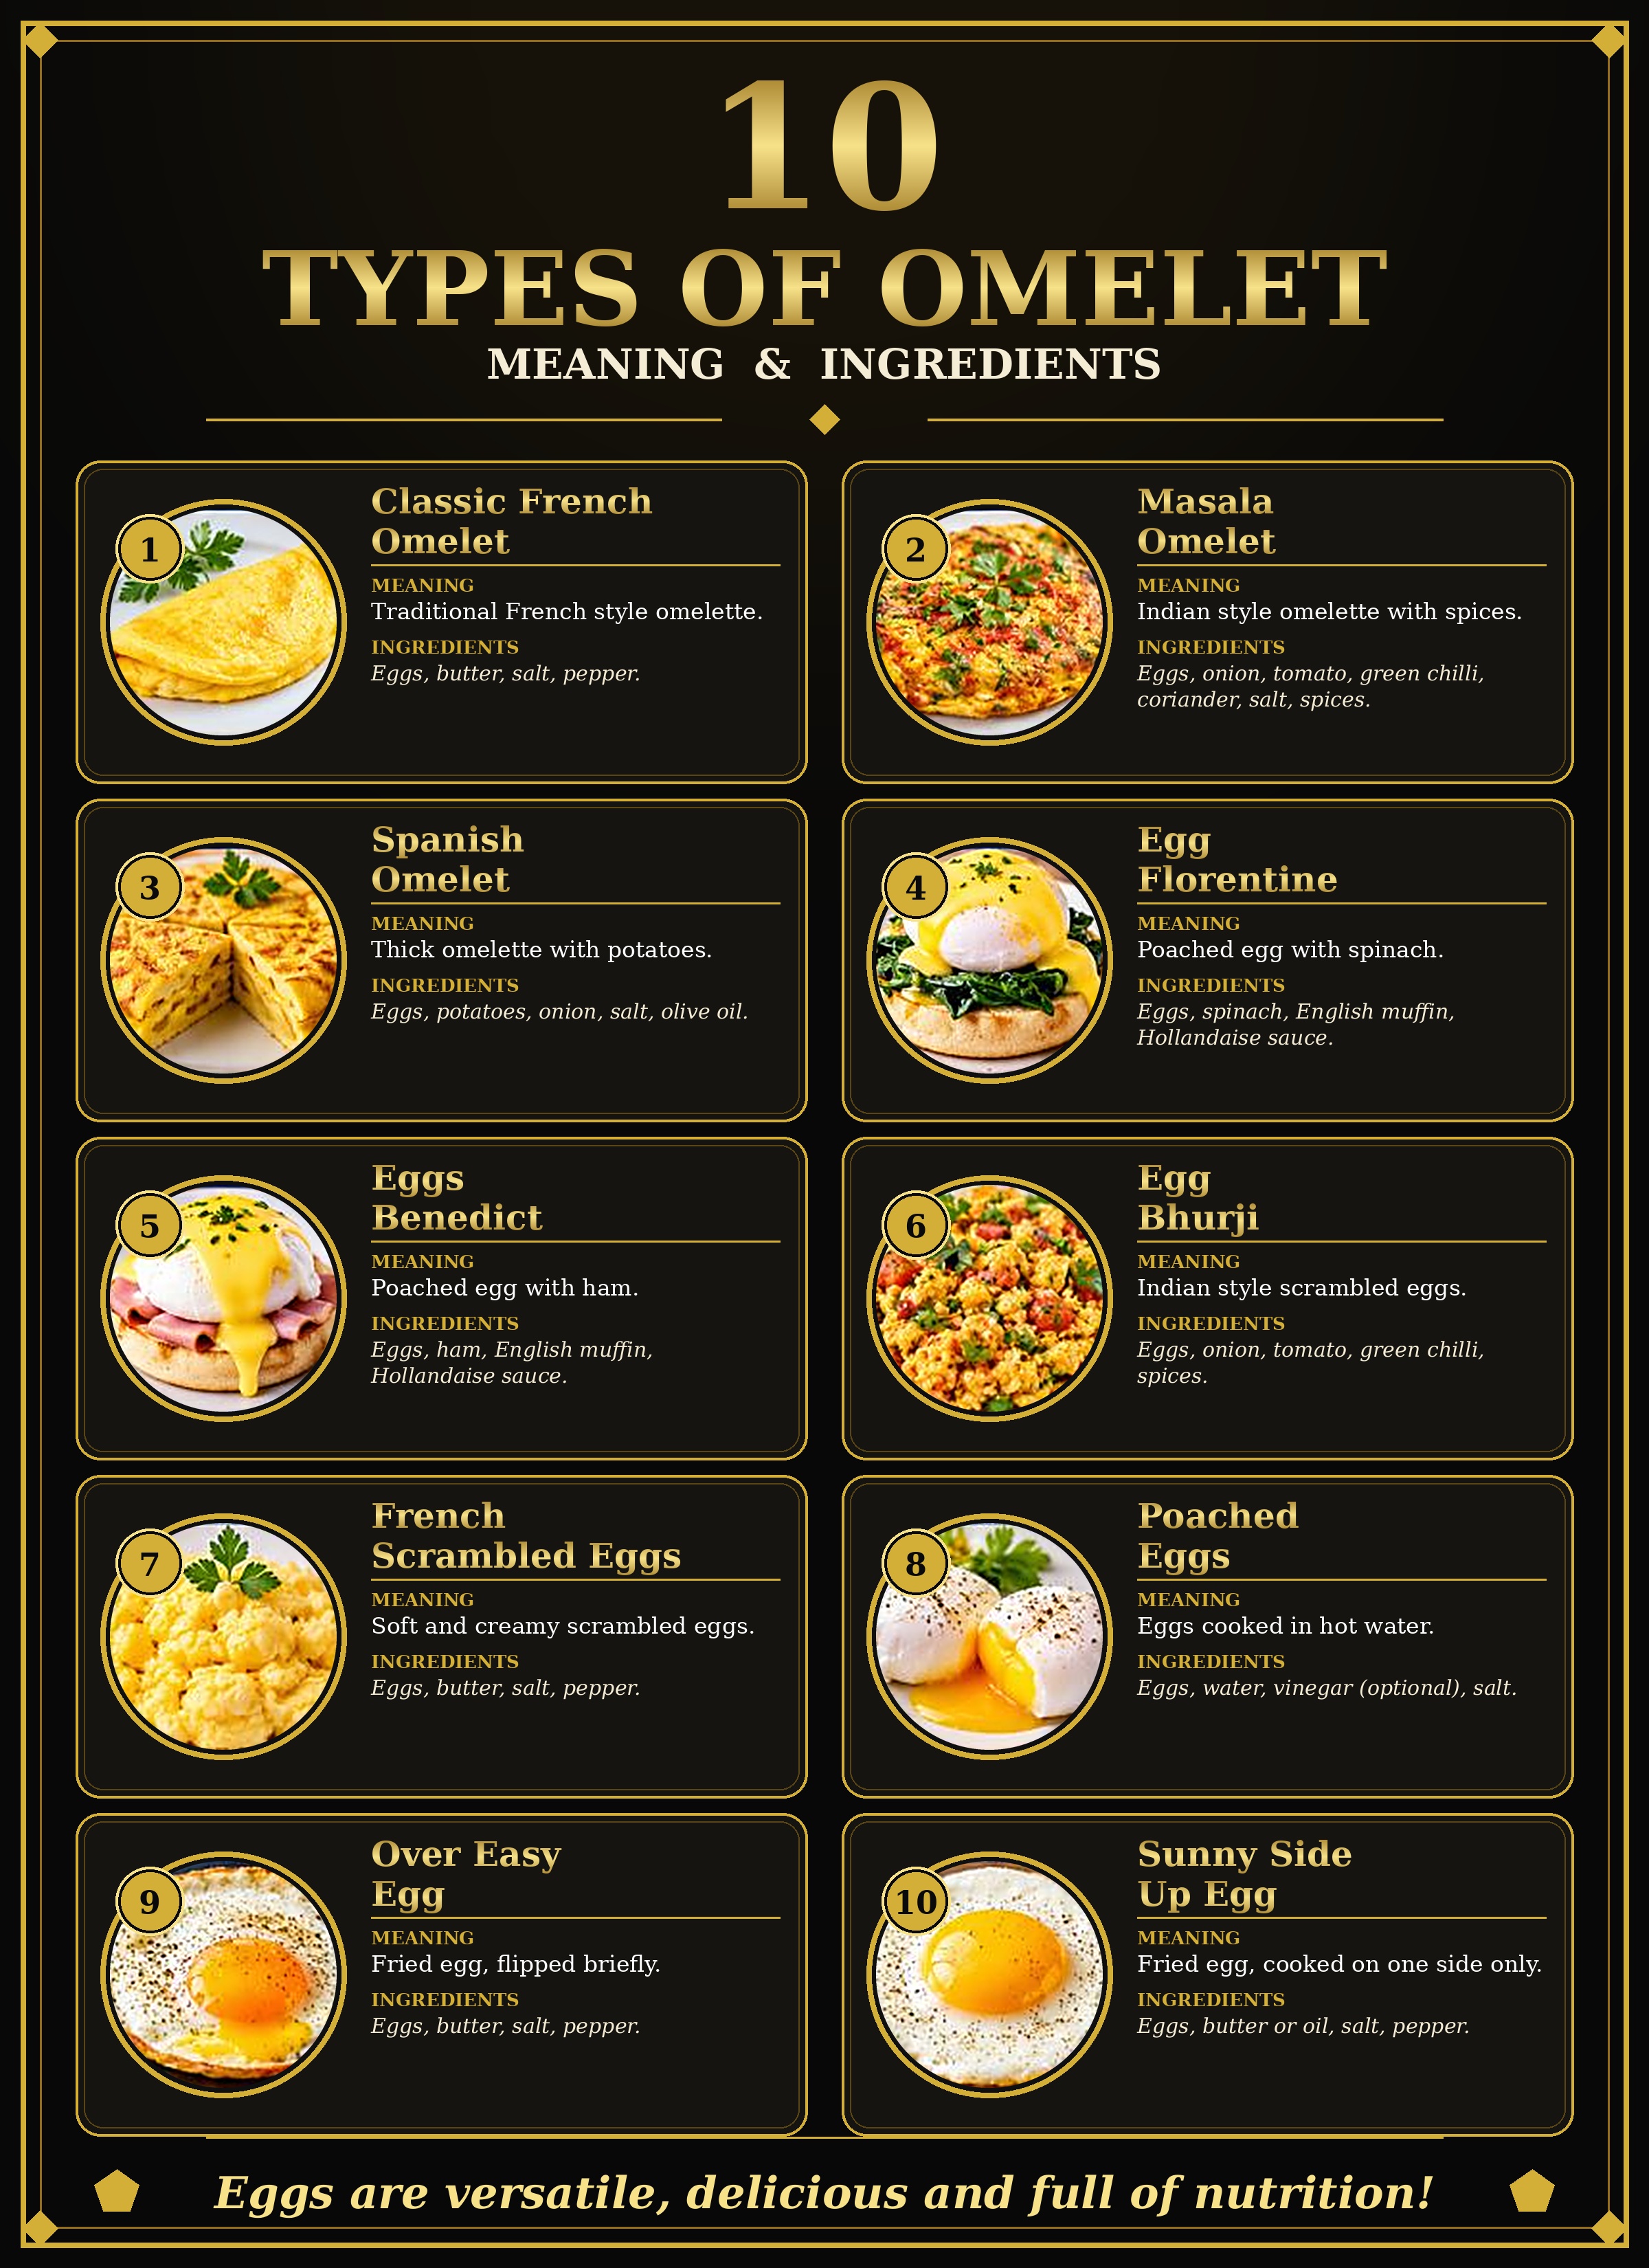 10
TYPES OF OMELET
MEANING & INGREDIENTS
1
Classic French
Omelet
MEANING
Traditional French style omelette.
INGREDIENTS
Eggs, butter, salt, pepper.
2
Masala
Omelet
MEANING
Indian style omelette with spices.
INGREDIENTS
Eggs, onion, tomato, green chilli,
coriander, salt, spices.
3
Spanish
Omelet
MEANING
Thick omelette with potatoes.
INGREDIENTS
Eggs, potatoes, onion, salt, olive oil.
4
Egg
Florentine
MEANING
Poached egg with spinach.
INGREDIENTS
Eggs, spinach, English muffin,
Hollandaise sauce.
5
Eggs
Benedict
MEANING
Poached egg with ham.
INGREDIENTS
Eggs, ham, English muffin,
Hollandaise sauce.
6
Egg
Bhurji
MEANING
Indian style scrambled eggs.
INGREDIENTS
Eggs, onion, tomato, green chilli,
spices.
7
French
Scrambled Eggs
MEANING
Soft and creamy scrambled eggs.
INGREDIENTS
Eggs, butter, salt, pepper.
8
Poached
Eggs
MEANING
Eggs cooked in hot water.
INGREDIENTS
Eggs, water, vinegar (optional), salt.
9
Over Easy
Egg
MEANING
Fried egg, flipped briefly.
INGREDIENTS
Eggs, butter, salt, pepper.
10
Sunny Side
Up Egg
MEANING
Fried egg, cooked on one side only.
INGREDIENTS
Eggs, butter or oil, salt, pepper.
Eggs are versatile, delicious and full of nutrition!